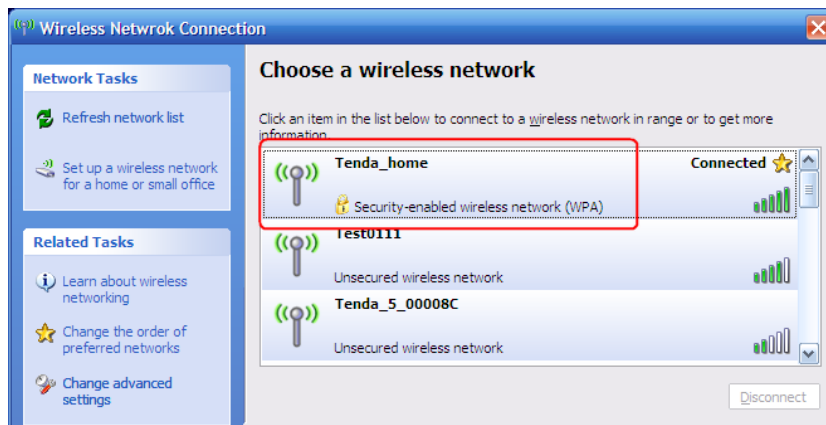 Wireless Netwrok Connection
Network Tasks
Refresh network list
Set up a wireless network
for a home or small office
Related Tasks
Learn about wireless
networking
Change the order of
preferred networks
Change advanced
settings
Choose a wireless network
Click an item in the list below to connect to a wireless network in range or to get more
information.
Tenda_home Connected
Security-enabled wireless network (WPA)
Test0111
Unsecured wireless network
Tenda_5_00008C
Unsecured wireless network
Disconnect